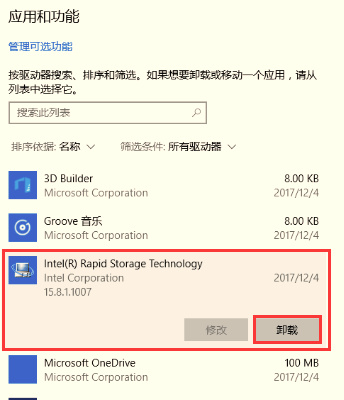 应用和功能
管理可选功能
按驱动器搜索、排序和筛选。如果想要卸载或移动一个应用，请从
列表中选择它。
搜索此列表
排序依据: 名称 筛选条件: 所有驱动器
3D Builder 8.00 KB
Microsoft Corporation 2017/12/4
Groove 音乐 8.00 KB
Microsoft Corporation 2017/12/4
Intel(R) Rapid Storage Technology
Intel Corporation 2017/12/4
15.8.1.1007
修改 卸载
Microsoft OneDrive 100 MB
Microsoft Corporation 2017/12/4